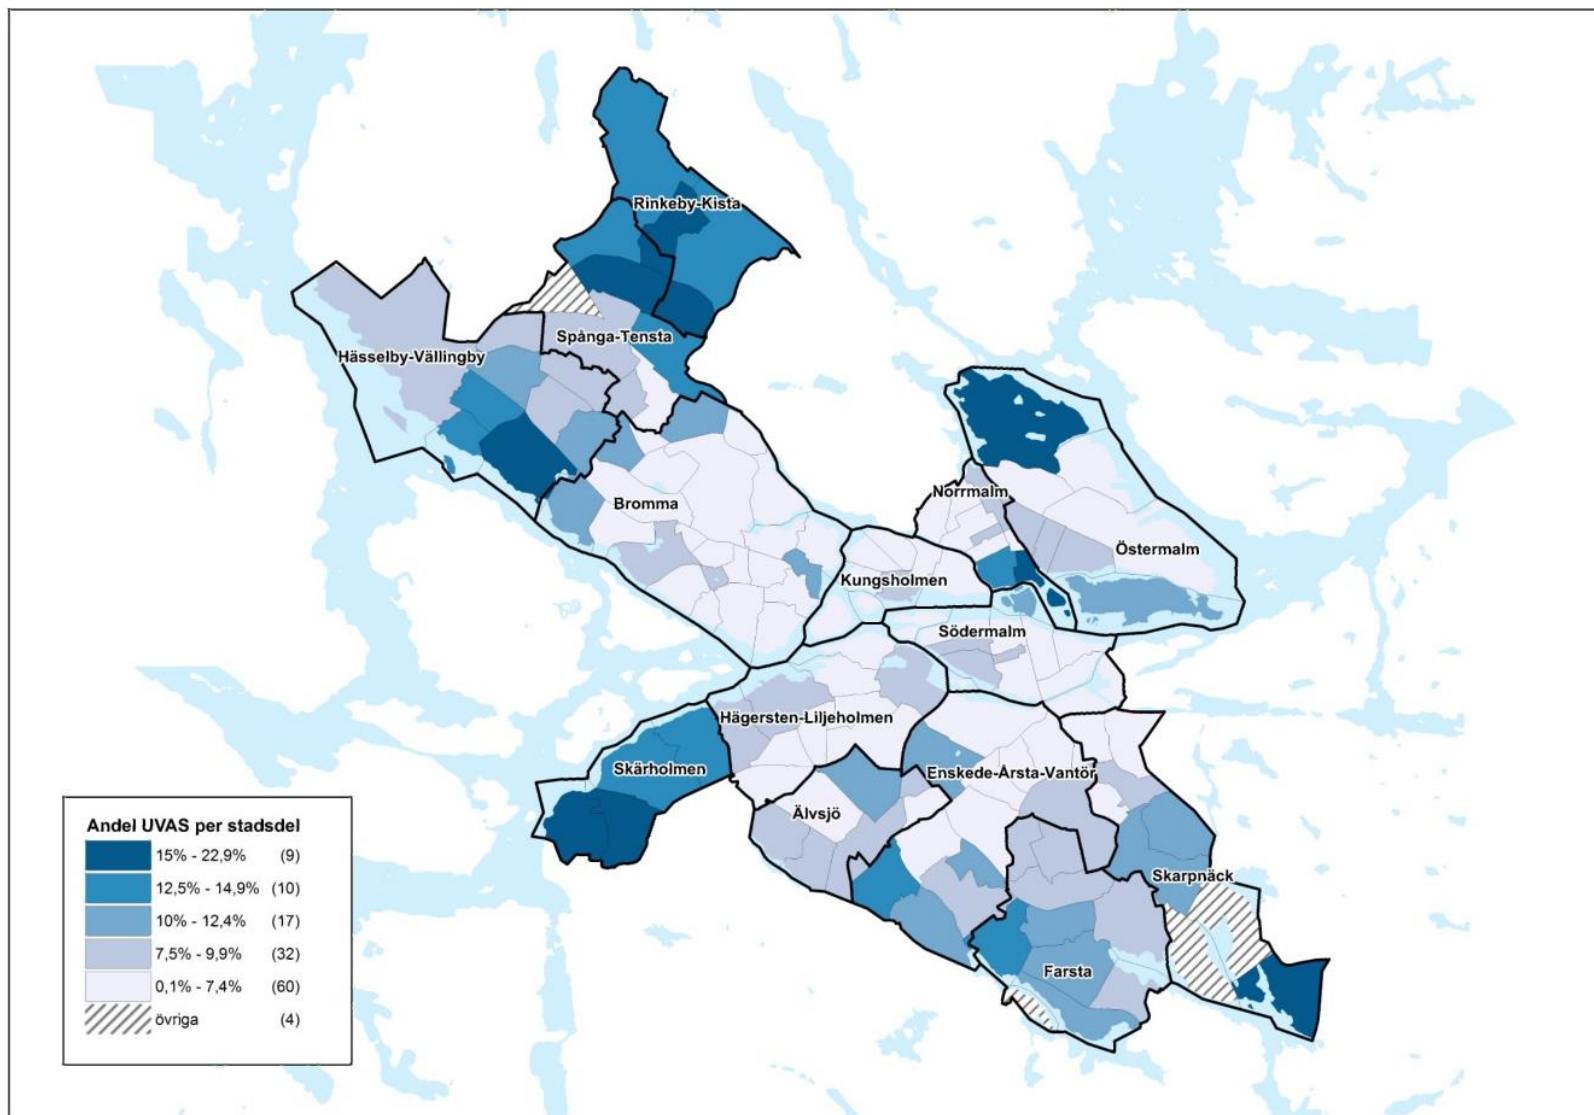 Rinkeby-Kista
Spånga-Tensta
Hässelby-Vällingby
Bromma
Norrmalm
Östermalm
Kungsholmen
Södermalm
Hägersten-Liljeholmen
Skärholmen
Enskede-Årsta-Vantör
Älvsjö
Skarpnäck
Farsta
Andel UVAS per stadsdel
15% - 22,9% (9)
12,5% - 14,9% (10)
10% - 12,4% (17)
7,5% - 9,9% (32)
0,1% - 7,4% (60)
övriga (4)